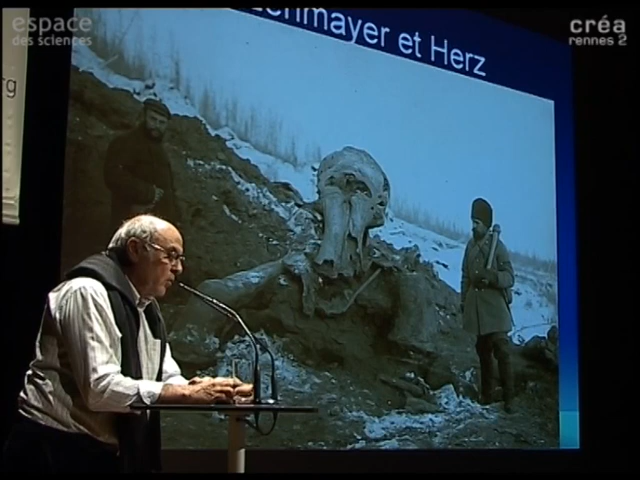 espace
des sciences
créa
rennes 2
et Herz